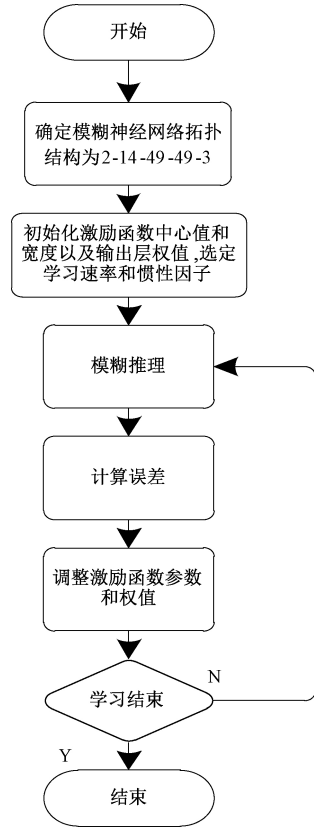 开始
确定模糊神经网络拓扑
结构为2-14-49-49-3
初始化激励函数中心值和
宽度以及输出层权值,选定
学习速率和惯性因子
模糊推理
计算误差
调整激励函数参数
和权值
学习结束
N
Y
结束